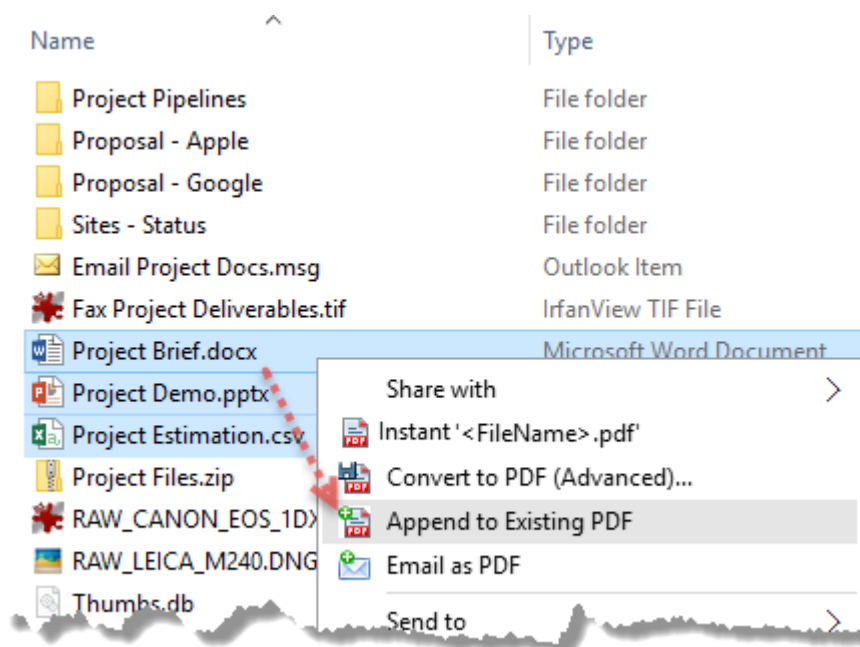 Name Type
Project Pipelines File folder
Proposal - Apple File folder
Proposal - Google File folder
Sites - Status File folder
Email Project Docs.msg Outlook Item
Fax Project Deliverables.tif IrfanView TIF File
Project Brief.docx Microsoft Word Document
Project Demo.pptx Share with
Project Estimation.csv Instant '<FileName>.pdf'
Project Files.zip Convert to PDF (Advanced)...
RAW_CANON_EOS_1DX Append to Existing PDF
RAW_LEICA_M240.DNG Email as PDF
Thumbs.db Send to